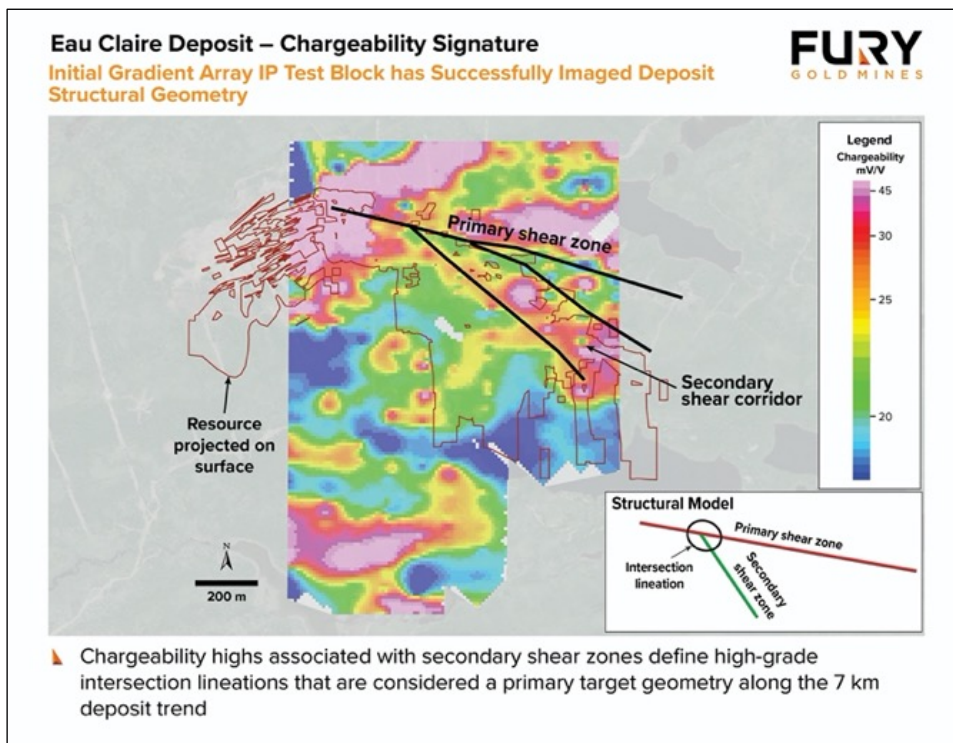 Eau Claire Deposit – Chargeability Signature
Initial Gradient Array IP Test Block has Successfully Imaged Deposit
Structural Geometry
FURY
GOLD MINES
Legend
Chargeability
mV/V
45
30
25
20
Primary shear zone
Secondary
shear corridor
Resource
projected on
surface
N
200 m
Structural Model
Primary shear zone
Intersection
lineation
Secondary
shear zone
Chargeability highs associated with secondary shear zones define high-grade
intersection lineations that are considered a primary target geometry along the 7 km
deposit trend